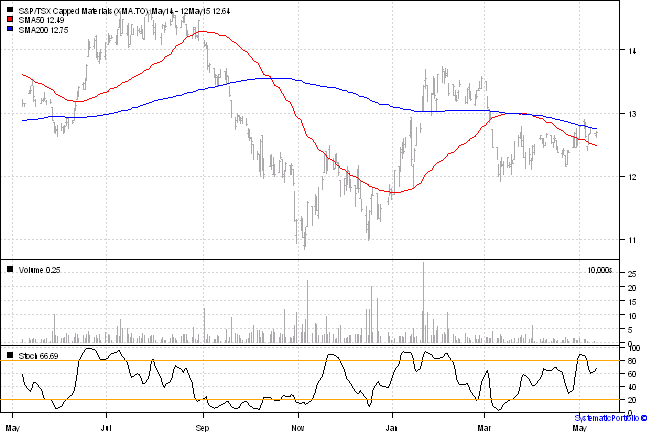 S&P/TSX Capped Materials (XMA.TO): May14 - 12May15 12.64
SMA50 12.49
SMA200 12.75
14
13
12
11
Volume 0.25
10,000s
25
20
15
10
5
0
Stoch 66.69
100
80
60
40
20
0
May Jul Sep Nov Jan Mar May
SystematicPortfolio ©